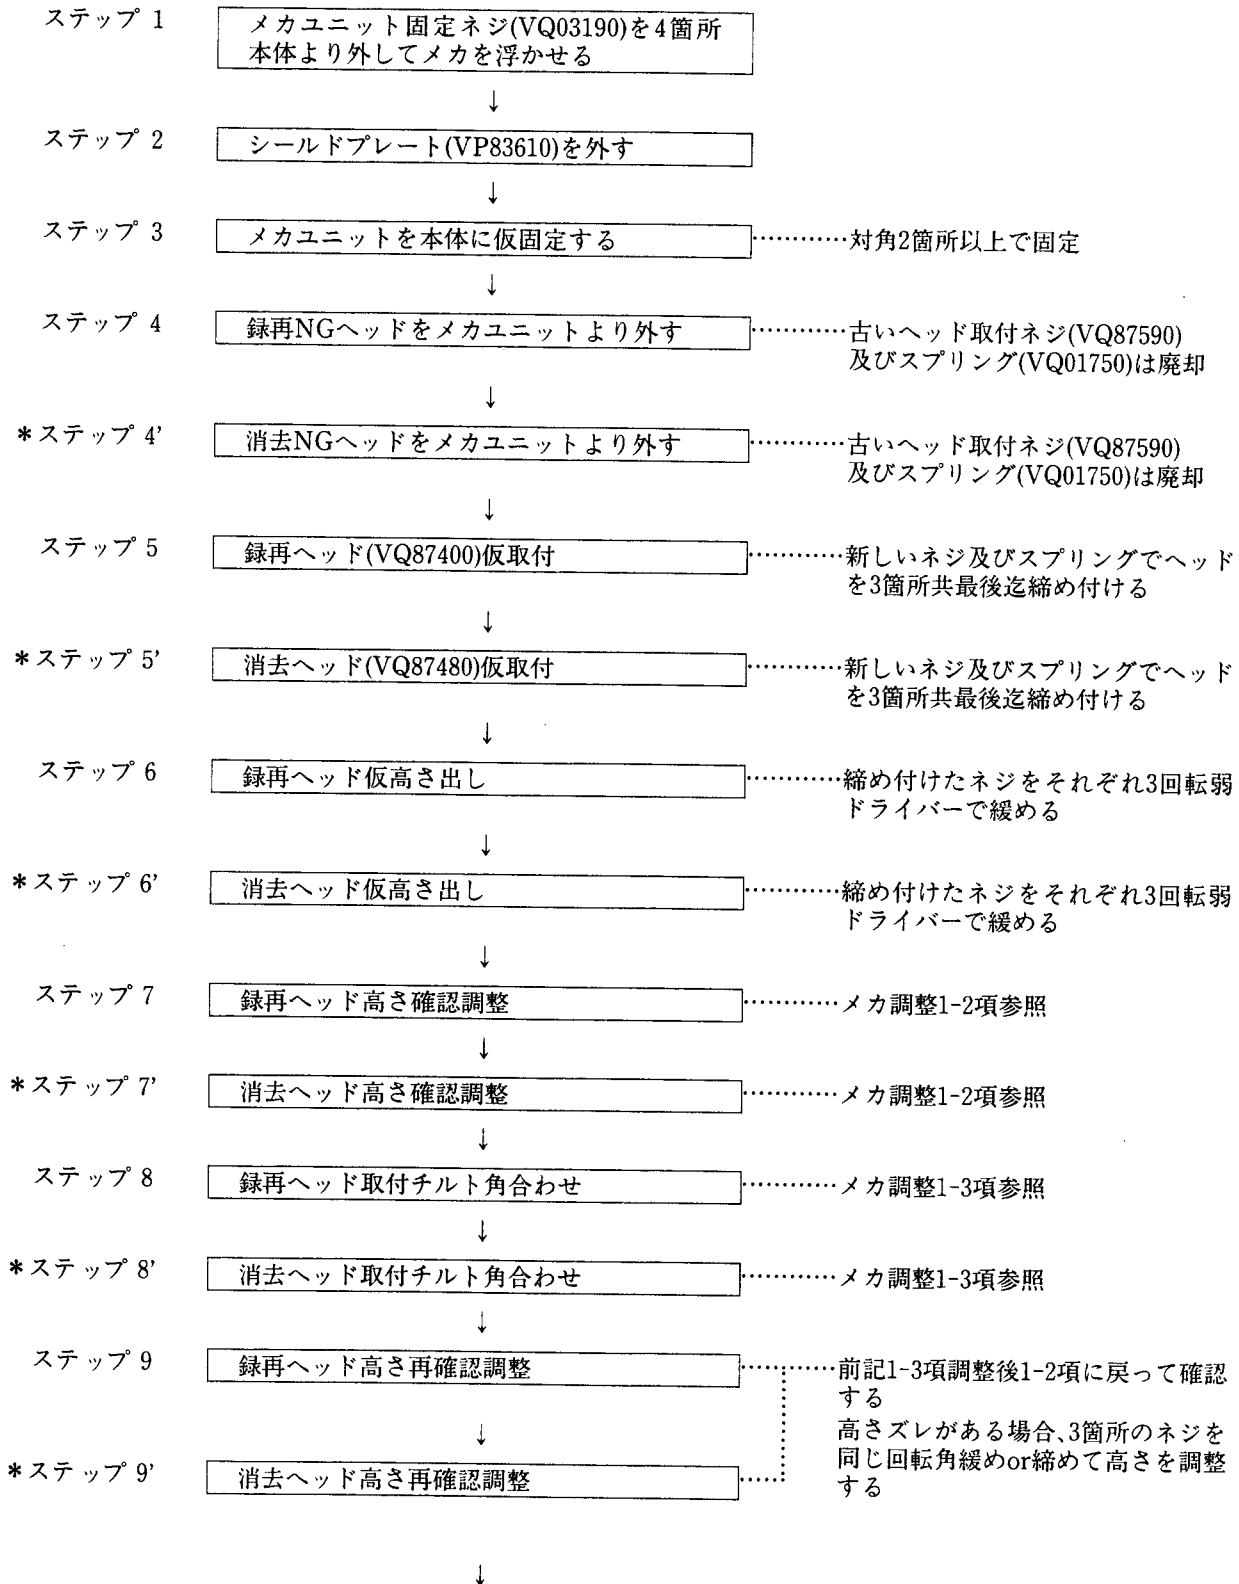 ステップ 1
メカユニット固定ネジ(VQ03190)を4箇所
本体より外してメカを浮かせる
↓
ステップ 2
シールドプレート(VP83610)を外す
↓
ステップ 3
メカユニットを本体に仮固定する
…………対角2箇所以上で固定
↓
ステップ 4
録再NGヘッドをメカユニットより外す
…………古いヘッド取付ネジ(VQ87590)
及びスプリング(VQ01750)は廃却
↓
*ステップ 4'
消去NGヘッドをメカユニットより外す
…………古いヘッド取付ネジ(VQ87590)
及びスプリング(VQ01750)は廃却
↓
ステップ 5
録再ヘッド(VQ87400)仮取付
…………新しいネジ及びスプリングでヘッド
を3箇所共最後迄締め付ける
↓
*ステップ 5'
消去ヘッド(VQ87480)仮取付
…………新しいネジ及びスプリングでヘッド
を3箇所共最後迄締め付ける
↓
ステップ 6
録再ヘッド仮高さ出し
…………締め付けたネジをそれぞれ3回転弱
ドライバーで緩める
↓
*ステップ 6'
消去ヘッド仮高さ出し
…………締め付けたネジをそれぞれ3回転弱
ドライバーで緩める
↓
ステップ 7
録再ヘッド高さ確認調整
…………メカ調整1-2項参照
↓
*ステップ 7'
消去ヘッド高さ確認調整
…………メカ調整1-2項参照
↓
ステップ 8
録再ヘッド取付チルト角合わせ
…………メカ調整1-3項参照
↓
*ステップ 8'
消去ヘッド取付チルト角合わせ
…………メカ調整1-3項参照
↓
ステップ 9
録再ヘッド高さ再確認調整
…………前記1-3項調整後1-2項に戻って確認
する
高さズレがある場合、3箇所のネジを
同じ回転角緩めor締めて高さを調整
する
↓
*ステップ 9'
消去ヘッド高さ再確認調整
↓